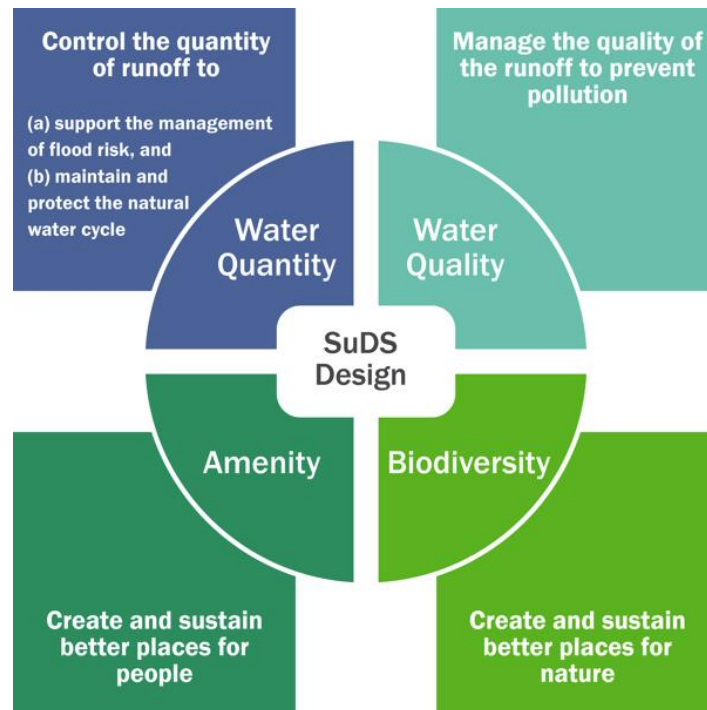 Control the quantity
of runoff to
(a) support the management
of flood risk, and
(b) maintain and
protect the natural
water cycle
Manage the quality of
the runoff to prevent
pollution
Water
Quantity
Water
Quality
SuDS
Design
Amenity
Biodiversity
Create and sustain
better places for
people
Create and sustain
better places for
nature